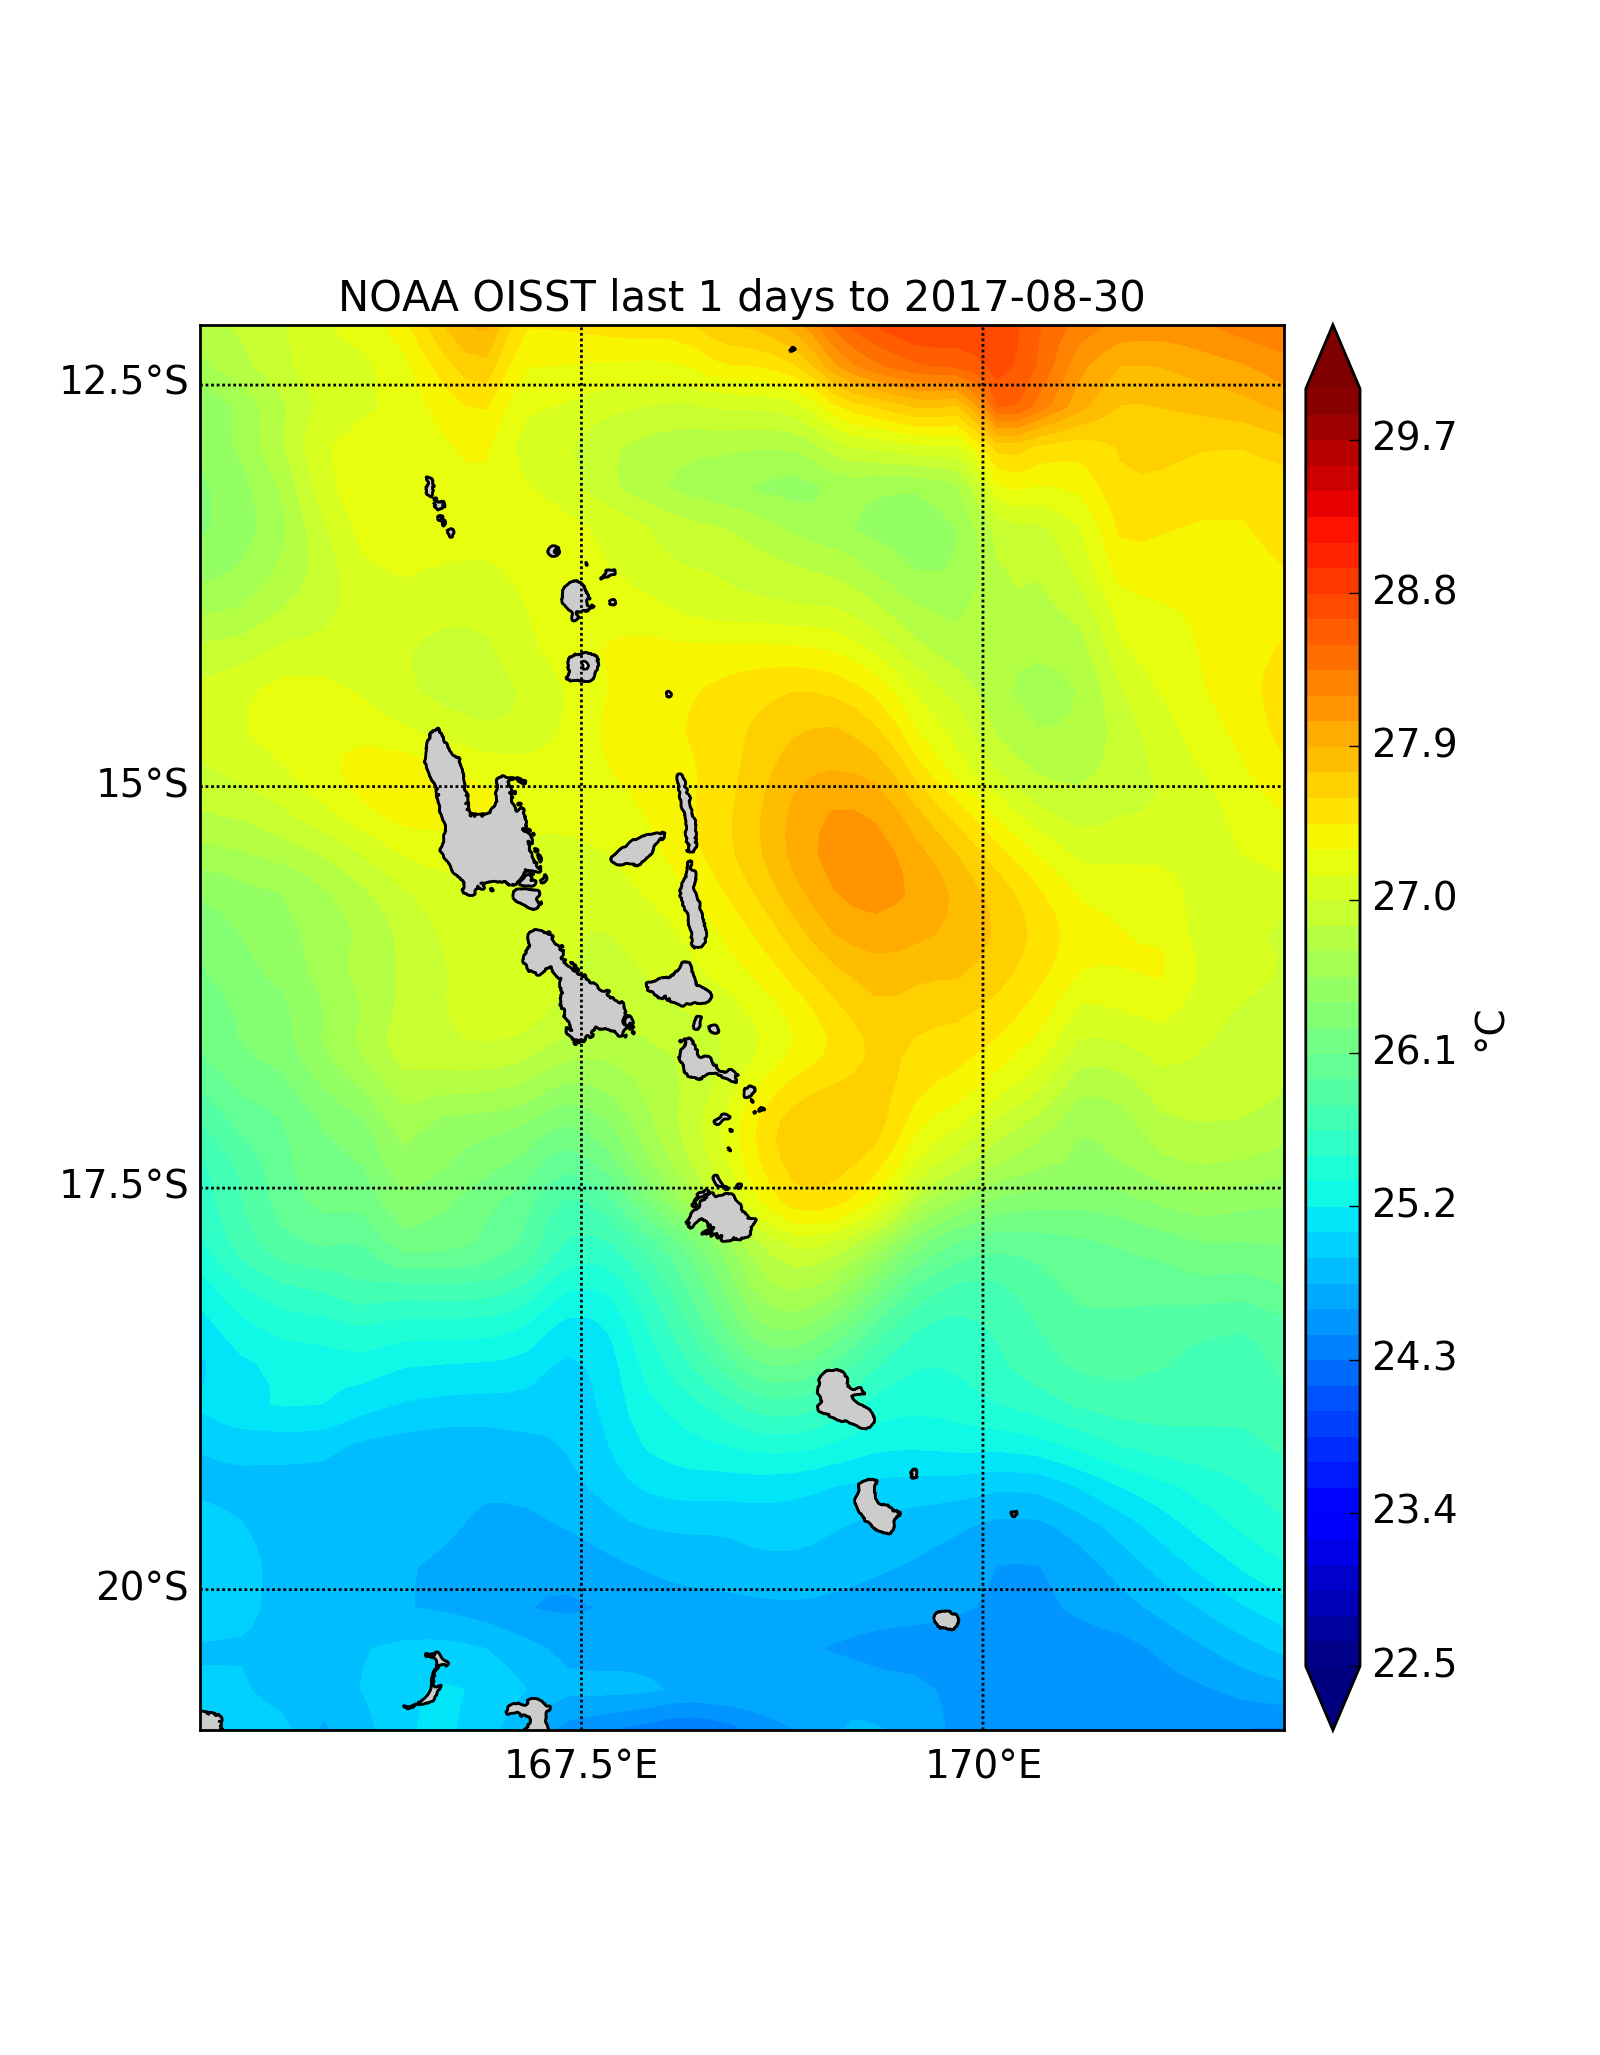 NOAA OISST last 1 days to 2017-08-30
12.5°S
15°S
17.5°S
20°S
167.5°E
170°E
29.7
28.8
27.9
27.0
26.1
25.2
24.3
23.4
22.5
°C